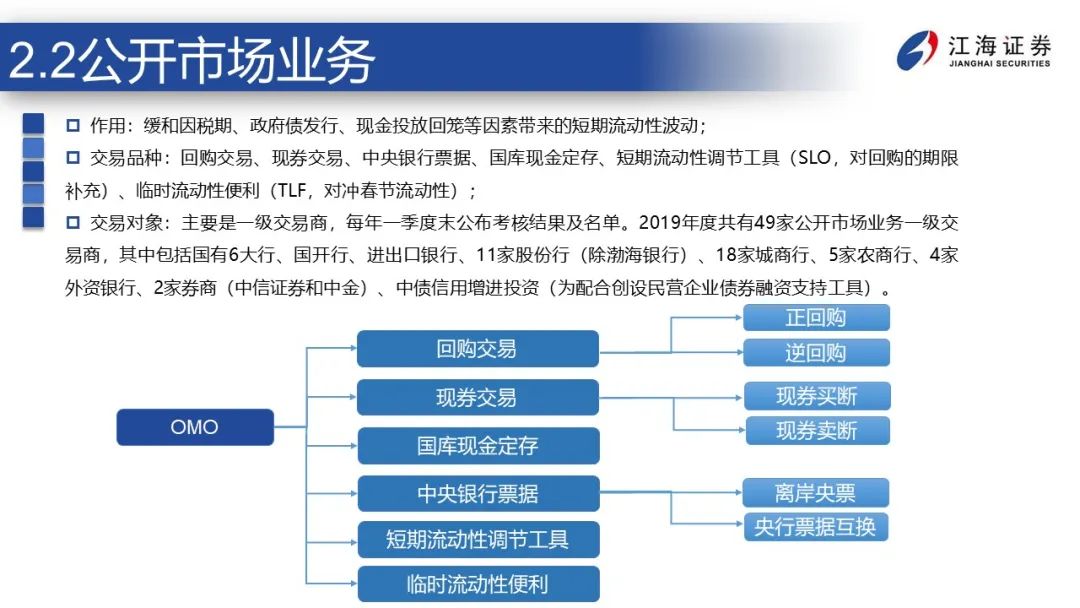 2.2公开市场业务
江海证券
JIANGHAI SECURITIES
作用：缓和因税期、政府债发行、现金投放回笼等因素带来的短期流动性波动；
交易品种：回购交易、现券交易、中央银行票据、国库现金定存、短期流动性调节工具（SLO，对回购的期限
补充）、临时流动性便利（TLF，对冲春节流动性）；
交易对象：主要是一级交易商，每年一季度末公布考核结果及名单。2019年度共有49家公开市场业务一级交
易商，其中包括国有6大行、国开行、进出口银行、11家股份行（除渤海银行）、18家城商行、5家农商行、4家
外资银行、2家券商（中信证券和中金）、中债信用增进投资（为配合创设民营企业债券融资支持工具）。
OMO
回购交易
正回购
逆回购
现券交易
现券买断
现券卖断
国库现金定存
中央银行票据
离岸央票
央行票据互换
短期流动性调节工具
临时流动性便利